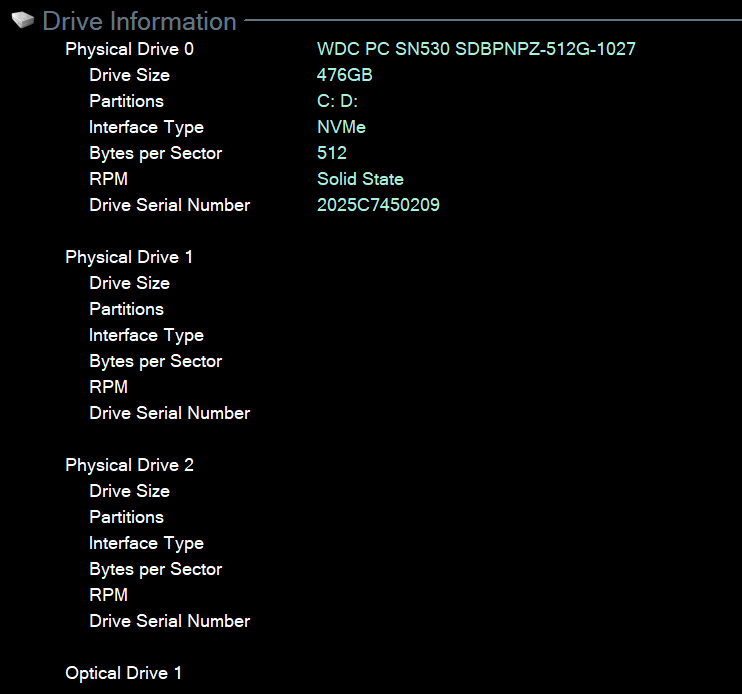 Drive Information
Physical Drive 0 WDC PC SN530 SDBPNPZ-512G-1027
Drive Size 476GB
Partitions C: D:
Interface Type NVMe
Bytes per Sector 512
RPM Solid State
Drive Serial Number 2025C7450209
Physical Drive 1
Drive Size
Partitions
Interface Type
Bytes per Sector
RPM
Drive Serial Number
Physical Drive 2
Drive Size
Partitions
Interface Type
Bytes per Sector
RPM
Drive Serial Number
Optical Drive 1